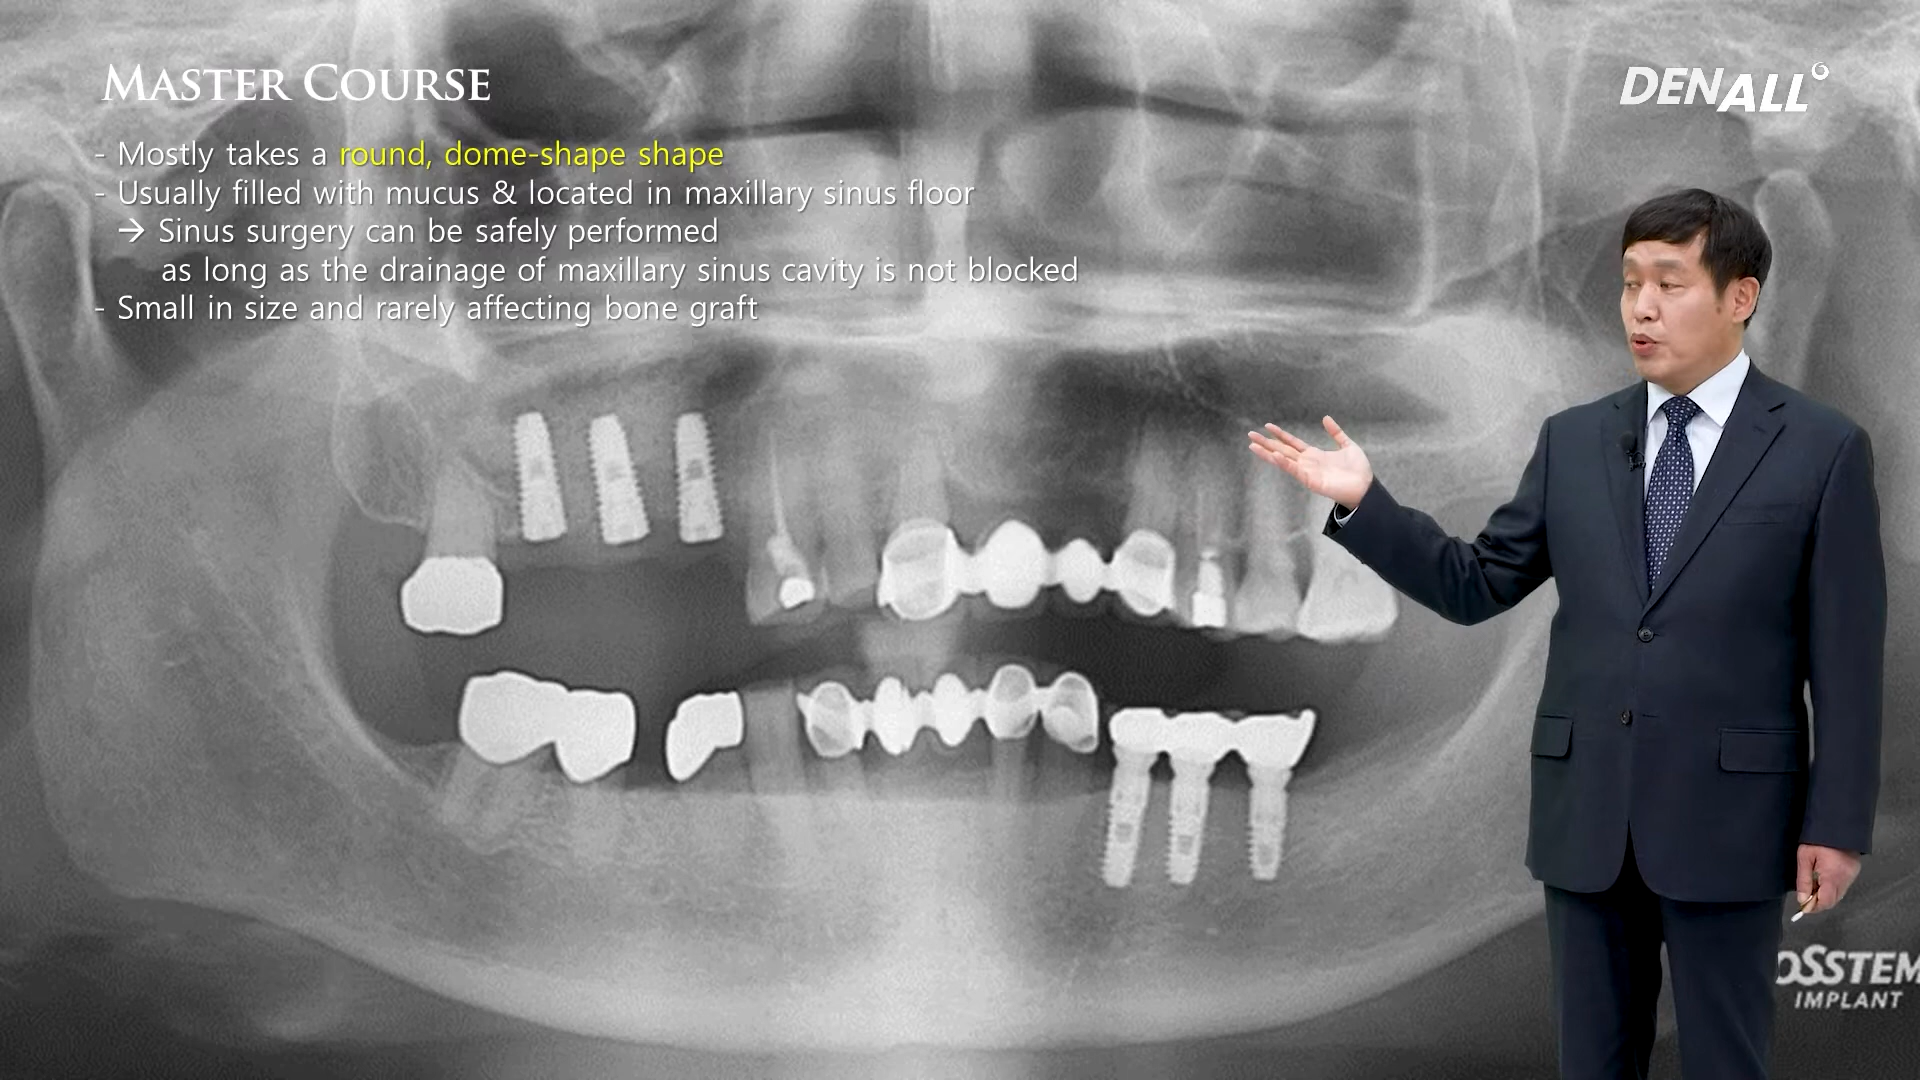 MASTER COURSE
DENALL
- Mostly takes a round, dome-shape shape
- Usually filled with mucus & located in maxillary sinus floor
→ Sinus surgery can be safely performed
as long as the drainage of maxillary sinus cavity is not blocked
- Small in size and rarely affecting bone graft
OSSTEM
IMPLANT